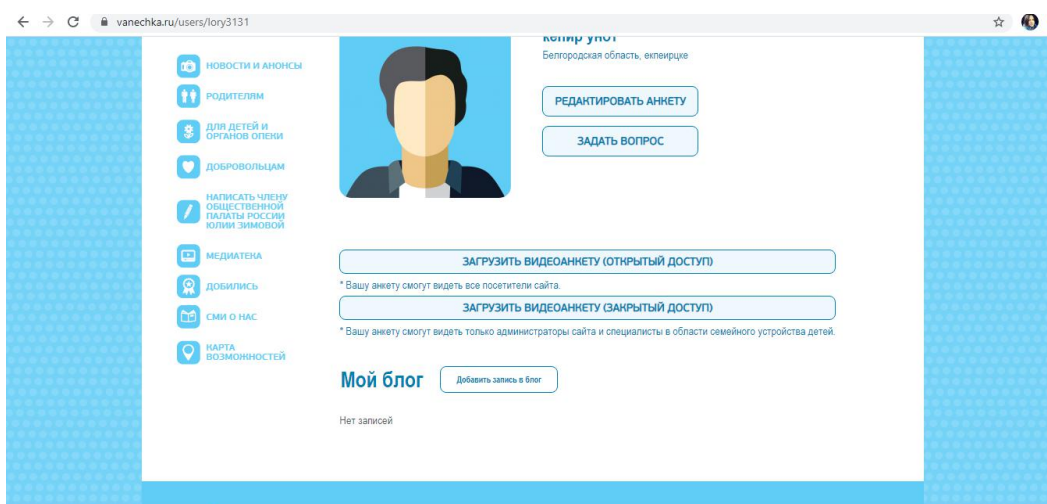 vanechka.ru/users/lory3131
НОВОСТИ И АНОНСЫ
РОДИТЕЛЯМ
ДЛЯ ДЕТЕЙ И
ОРГАНОВ ОПЕКИ
ДОБРОВОЛЬЦАМ
НАПИСАТЬ ЧЛЕНУ
ОБЩЕСТВЕННОЙ
ПАЛАТЫ РОССИИ
ЮЛИИ ЗИМОВОЙ
МЕДИАТЕКА
ДОБИЛИСЬ
СМИ О НАС
КАРТА
ВОЗМОЖНОСТЕЙ
кепир унот
Белгородская область, екпеирцке
РЕДАКТИРОВАТЬ АНКЕТУ
ЗАДАТЬ ВОПРОС
ЗАГРУЗИТЬ ВИДЕОАНКЕТУ (ОТКРЫТЫЙ ДОСТУП)
* Вашу анкету смогут видеть все посетители сайта.
ЗАГРУЗИТЬ ВИДЕОАНКЕТУ (ЗАКРЫТЫЙ ДОСТУП)
* Вашу анкету смогут видеть только администраторы сайта и специалисты в области семейного устройства детей.
Мой блог
Добавить запись в блог
Нет записей